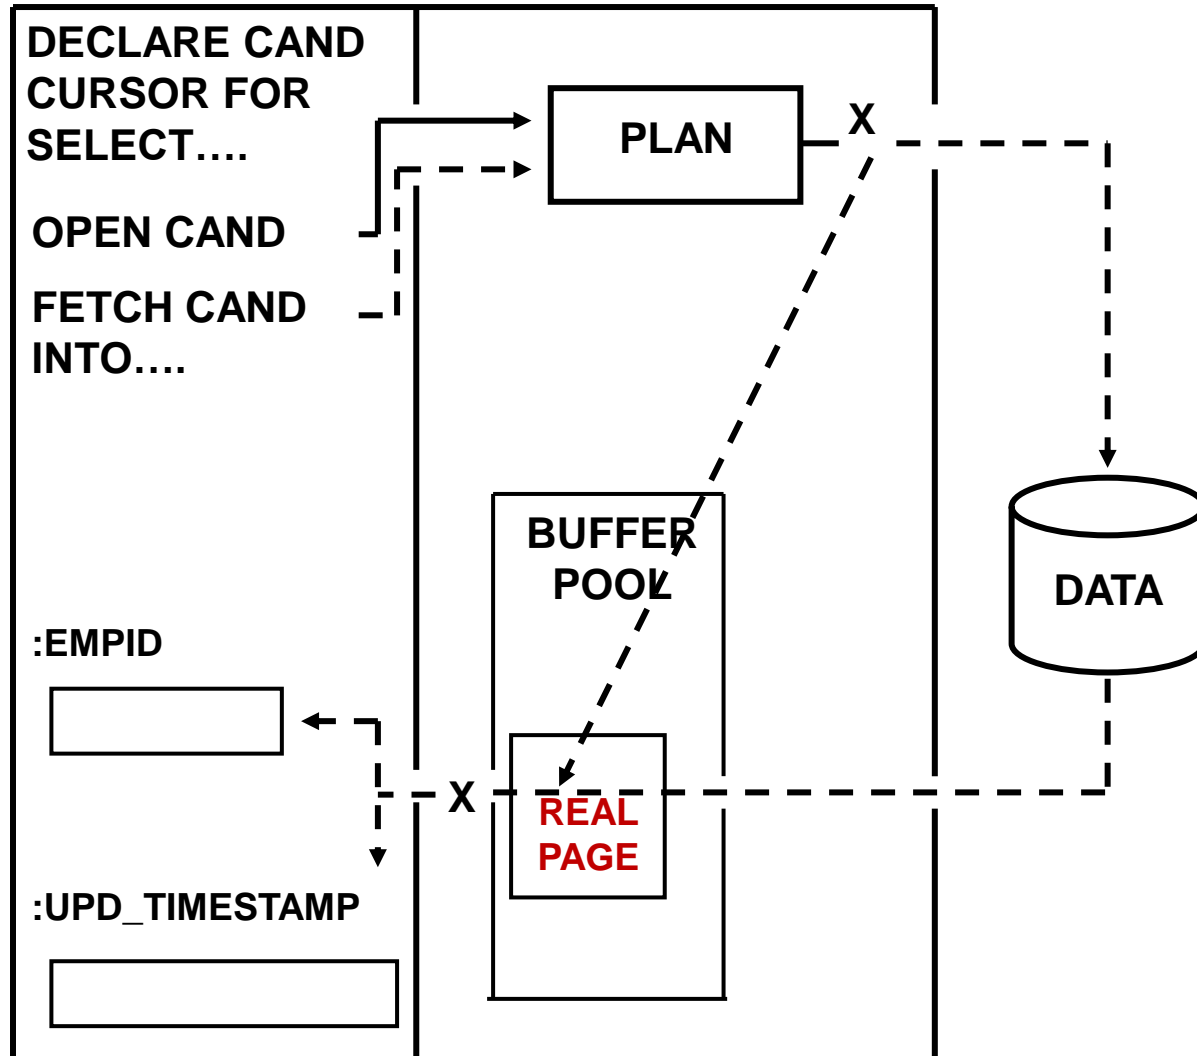 DECLARE CAND
CURSOR FOR
SELECT....
OPEN CAND
FETCH CAND
INTO....
PLAN
X
BUFFER
POOL
DATA
:EMPID
X
REAL
PAGE
:UPD_TIMESTAMP